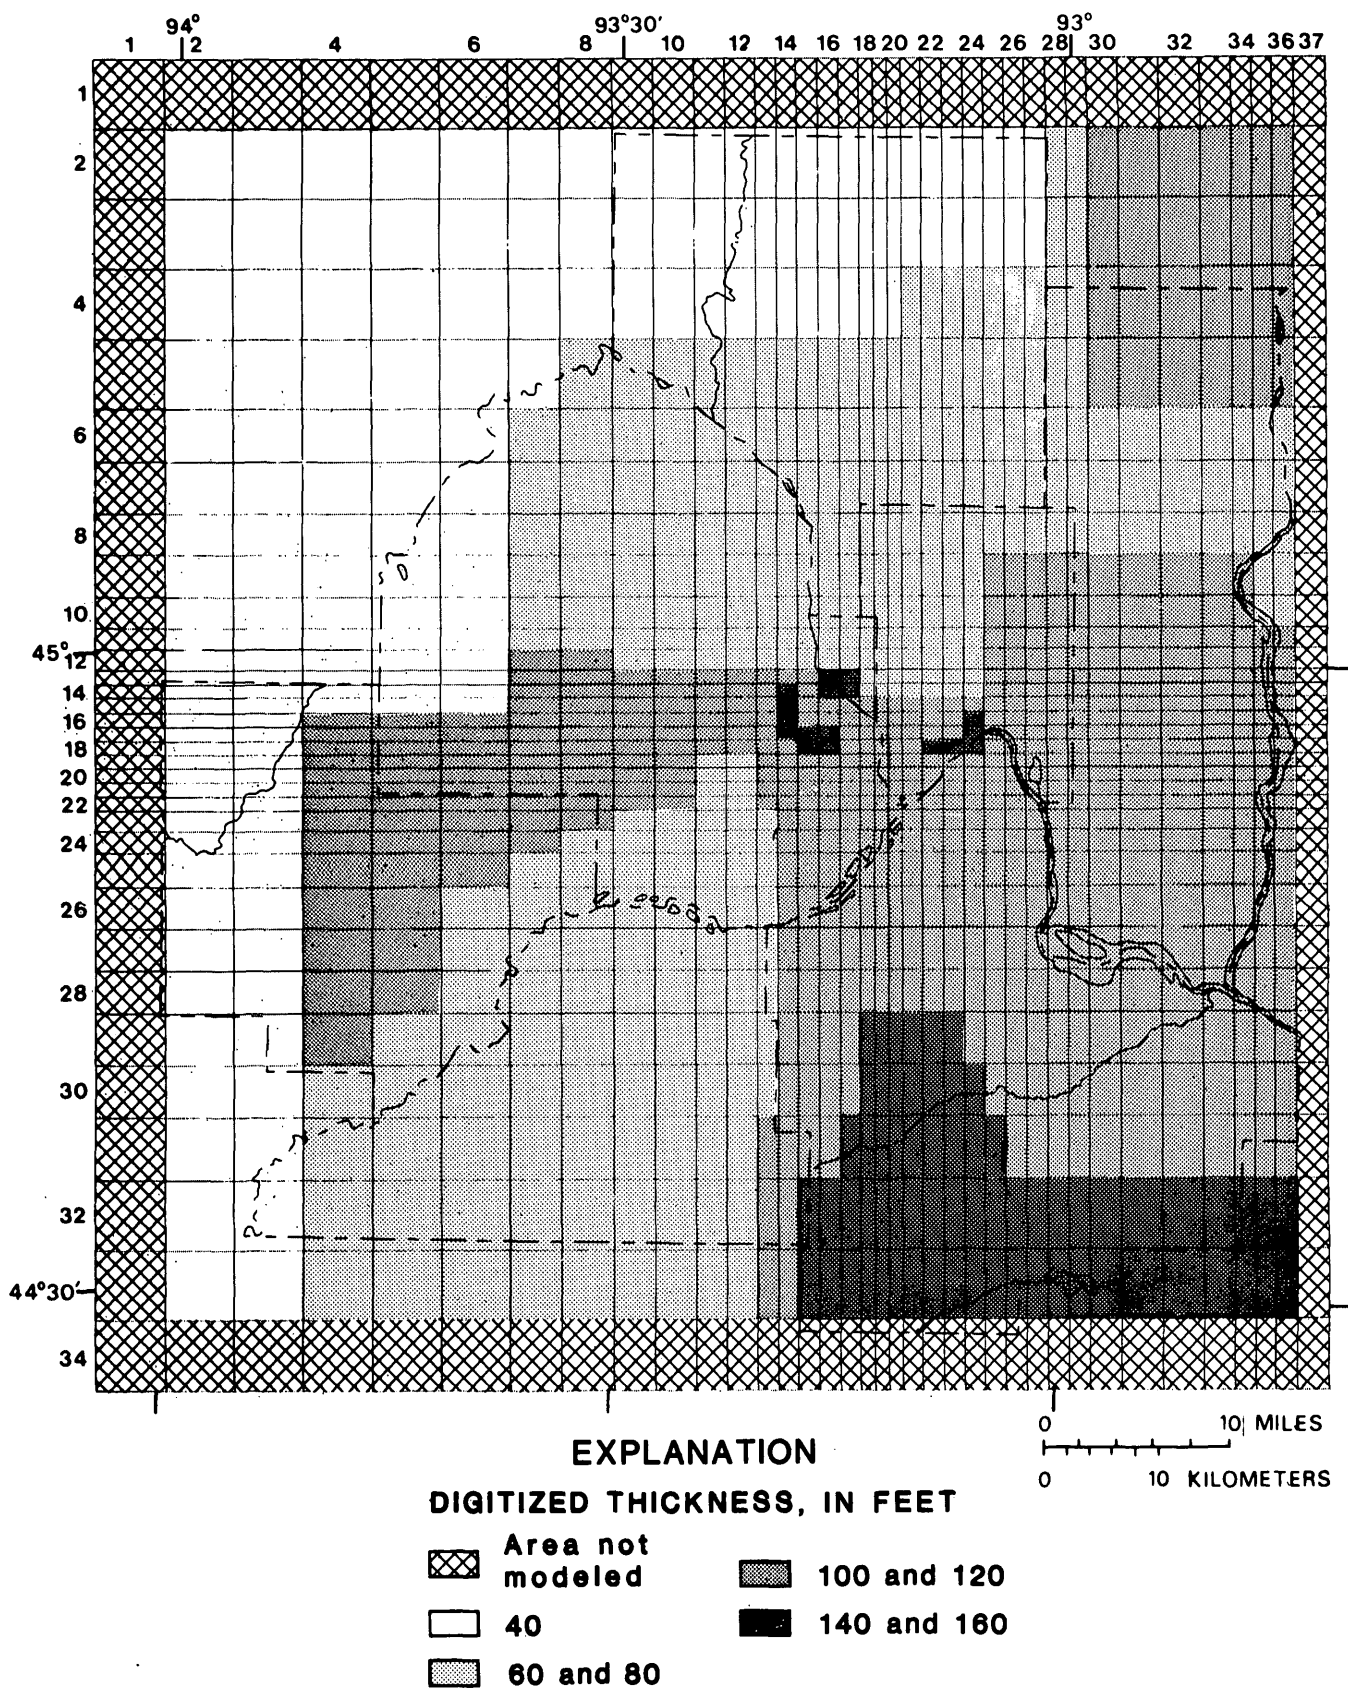 94° 93°30′ 93°
1 2 4 6 8 10 12 14 16 18 20 22 24 26 28 30 32 34 36 37
1
2
4
6
8
10
45°
12
14
16
18
20
22
24
26
28
30
32
44°30′
34
0 10 MILES
0 10 KILOMETERS
EXPLANATION
DIGITIZED THICKNESS, IN FEET
Area not
modeled
100 and 120
40
140 and 160
60 and 80